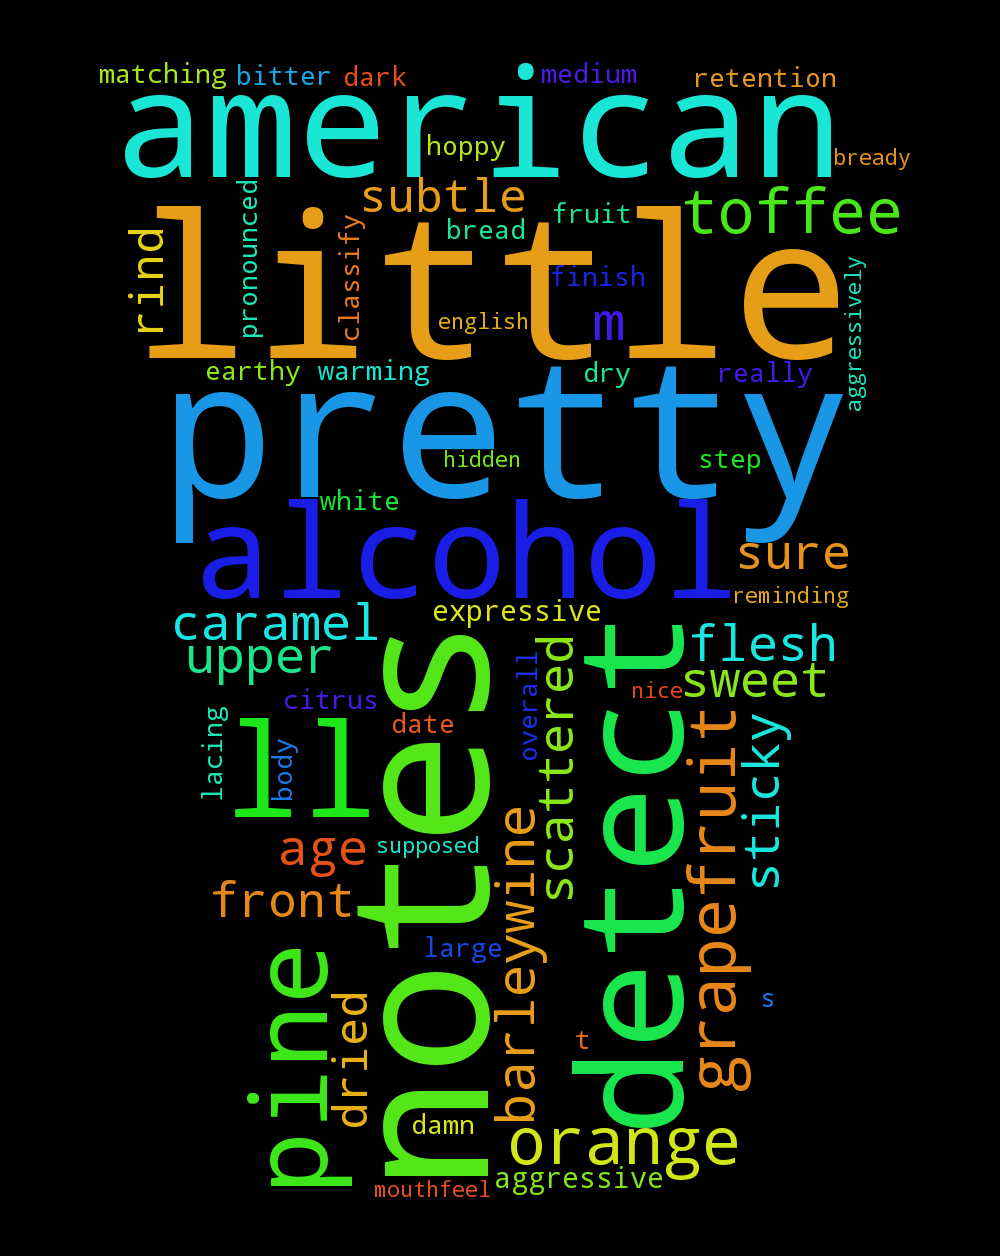 matching bitter dark medium retention
american
hoppy
bready
subtle toffee
fruit
bread
rind
pronounced
classify
little
finish
english m
aggressively
earthy warming dry really
pretty
hidden step
white
alcohol
sure
reminding
expressive
caramel
upper
flesh
sweet
nice
citrus
date
lacing
body
ll
notes
overall
scattered
detect
grapefruit
sticky
age
supposed
front
barleywine
large
pine
dried
s
t
damn
orange
aggressive
mouthfeel